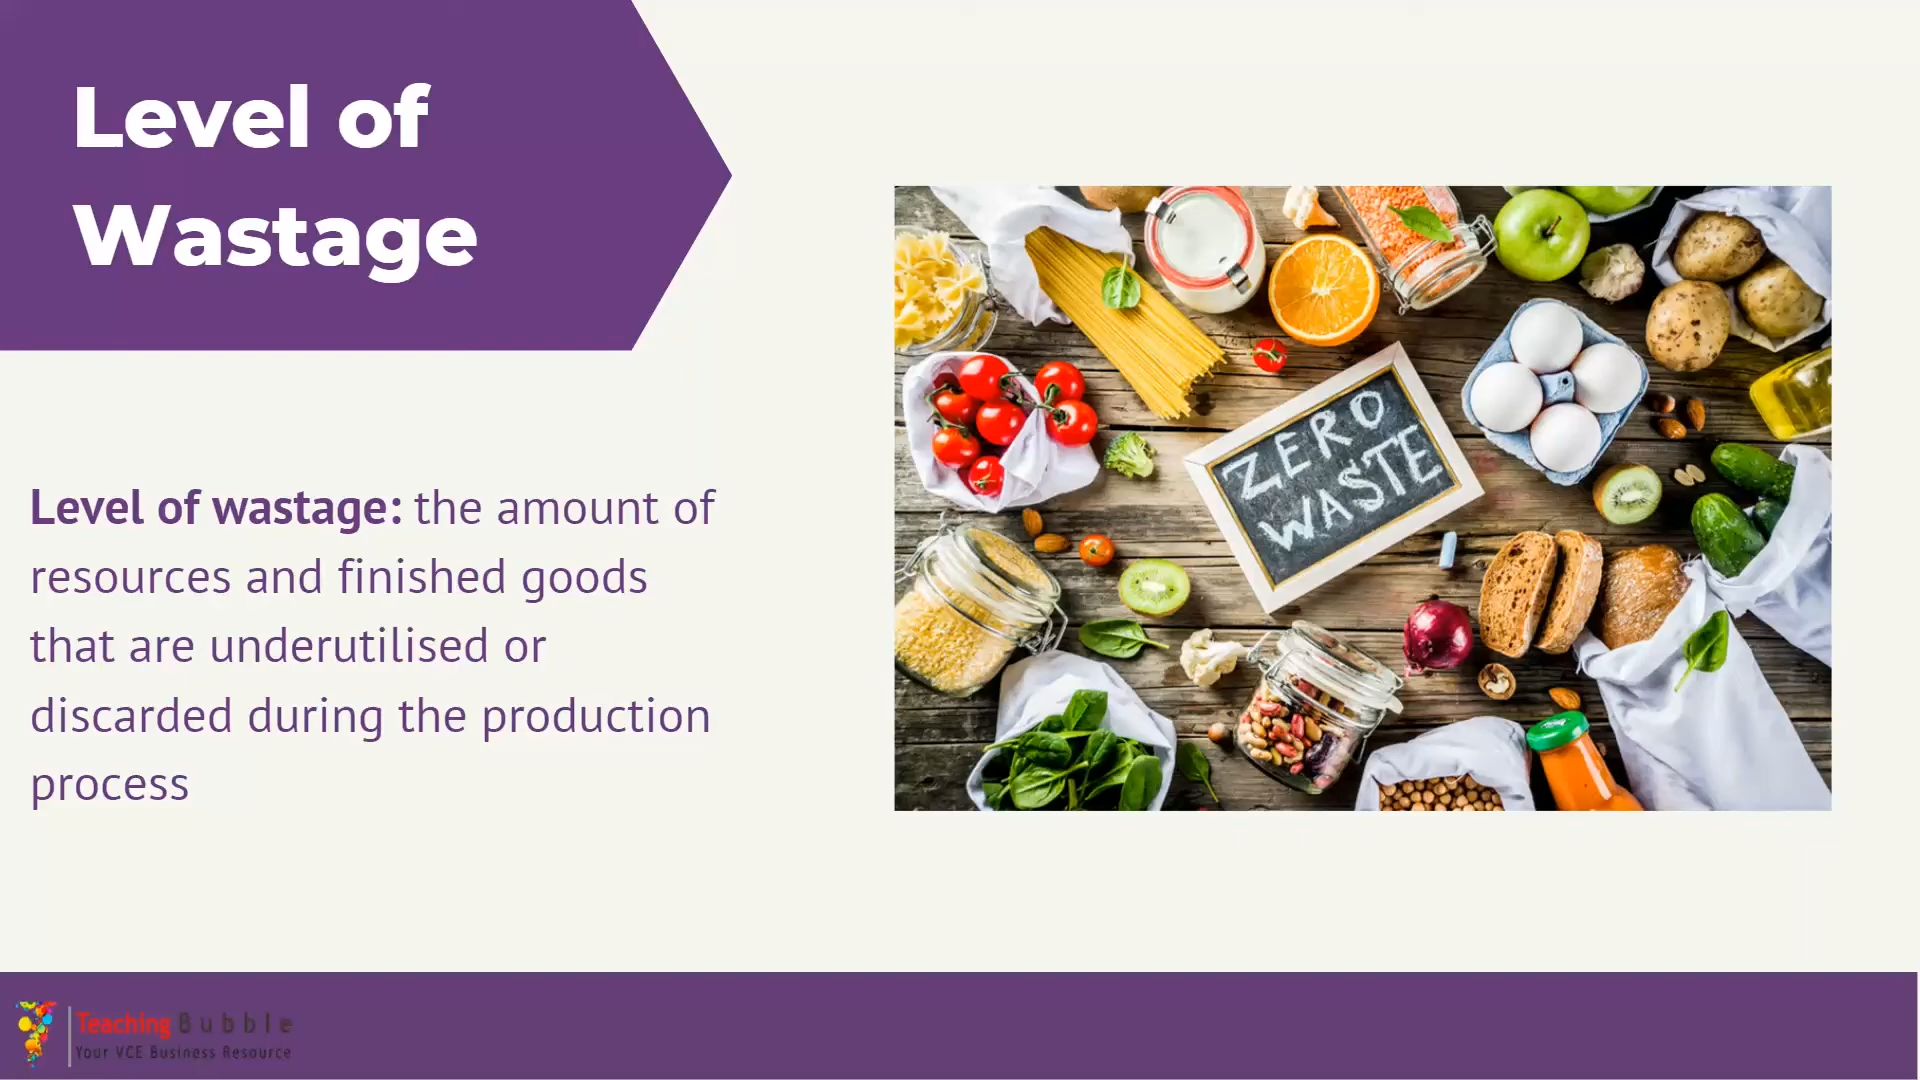 Level of
Wastage
Level of wastage: the amount of
resources and finished goods
that are underutilised or
discarded during the production
process
ZERO
WASTE
Teaching Bubble
Your VCE Business Resource